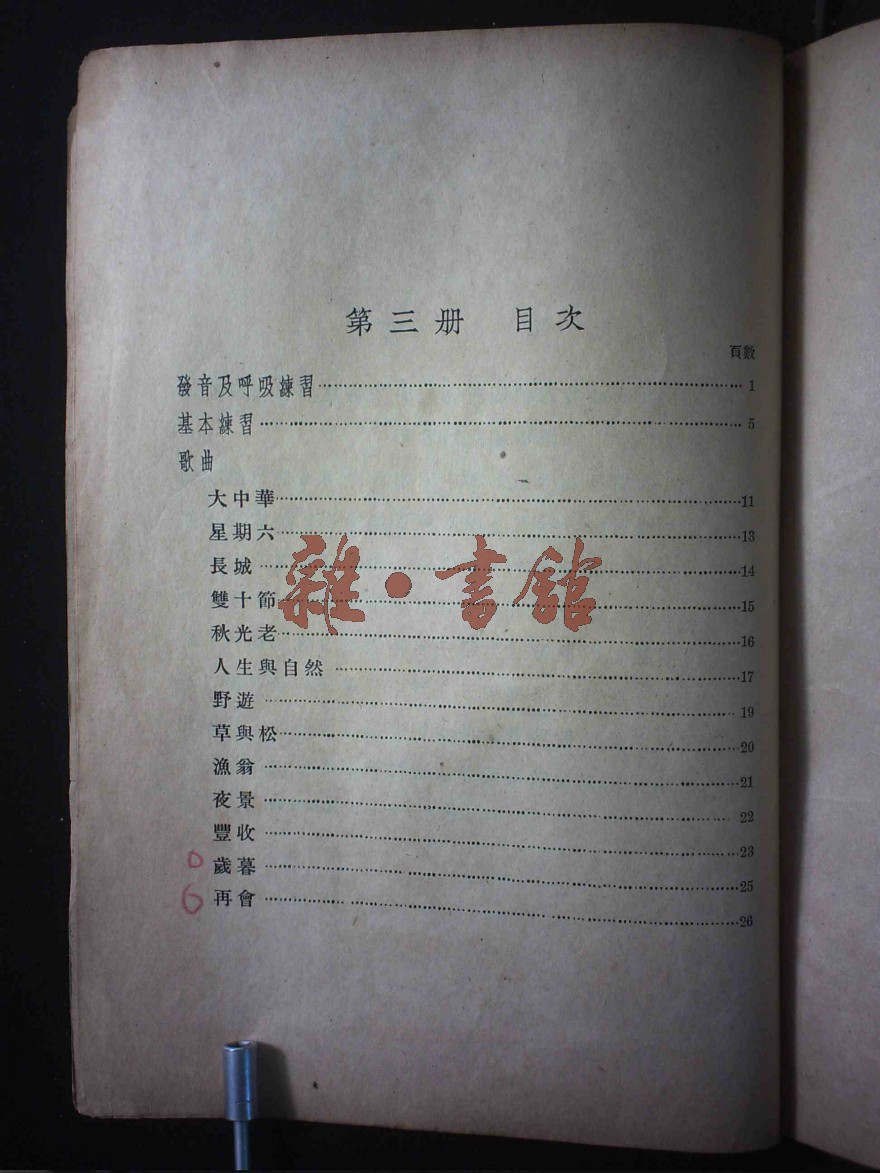 第三册 目次
頁數
發音及呼吸練習……1
基本練習……5
歌曲
大中華……11
星期六……13
長城……14
雙十節……15
秋光老……16
人生與自然……17
野遊……19
草與松……20
漁翁……21
夜景……22
豐收……23
歲暮……25
再會……26
雜·書館
0
6